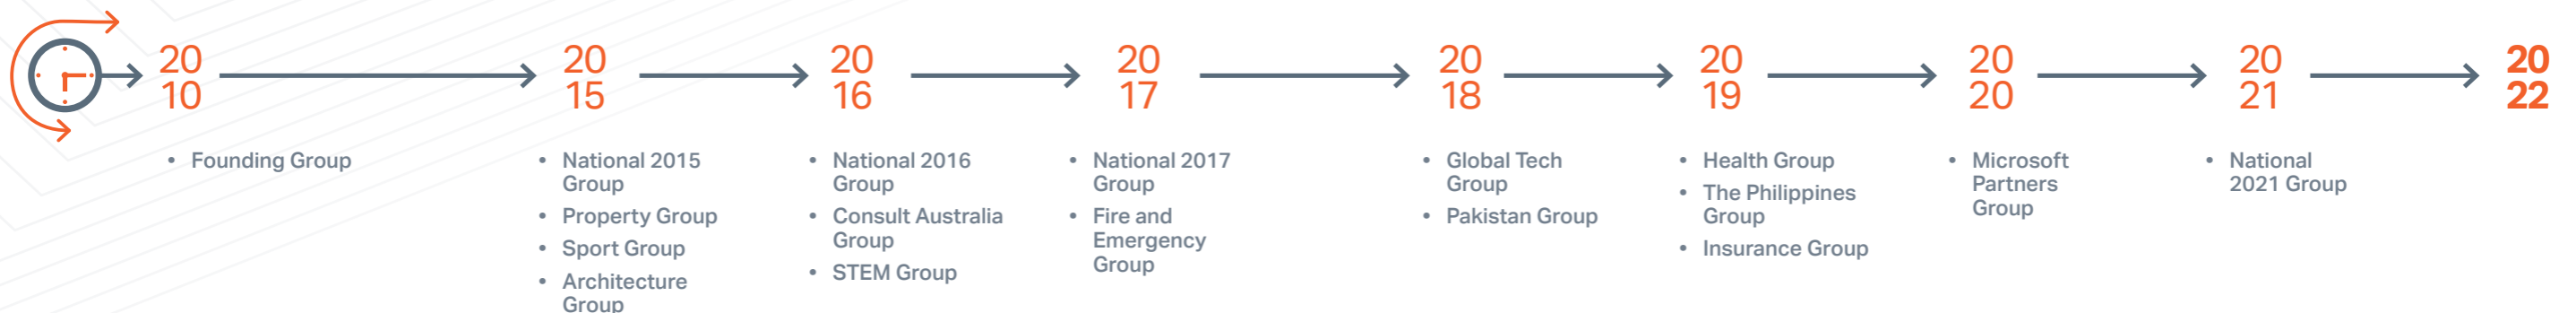 20
10
• Founding Group
20
15
• National 2015
Group
• Property Group
• Sport Group
• Architecture
Group
20
16
• National 2016
Group
• Consult Australia
Group
• STEM Group
20
17
• National 2017
Group
• Fire and
Emergency
Group
20
18
• Global Tech
Group
• Pakistan Group
20
19
• Health Group
• The Philippines
Group
• Insurance Group
20
20
• Microsoft
Partners
Group
20
21
• National
2021 Group
20
22